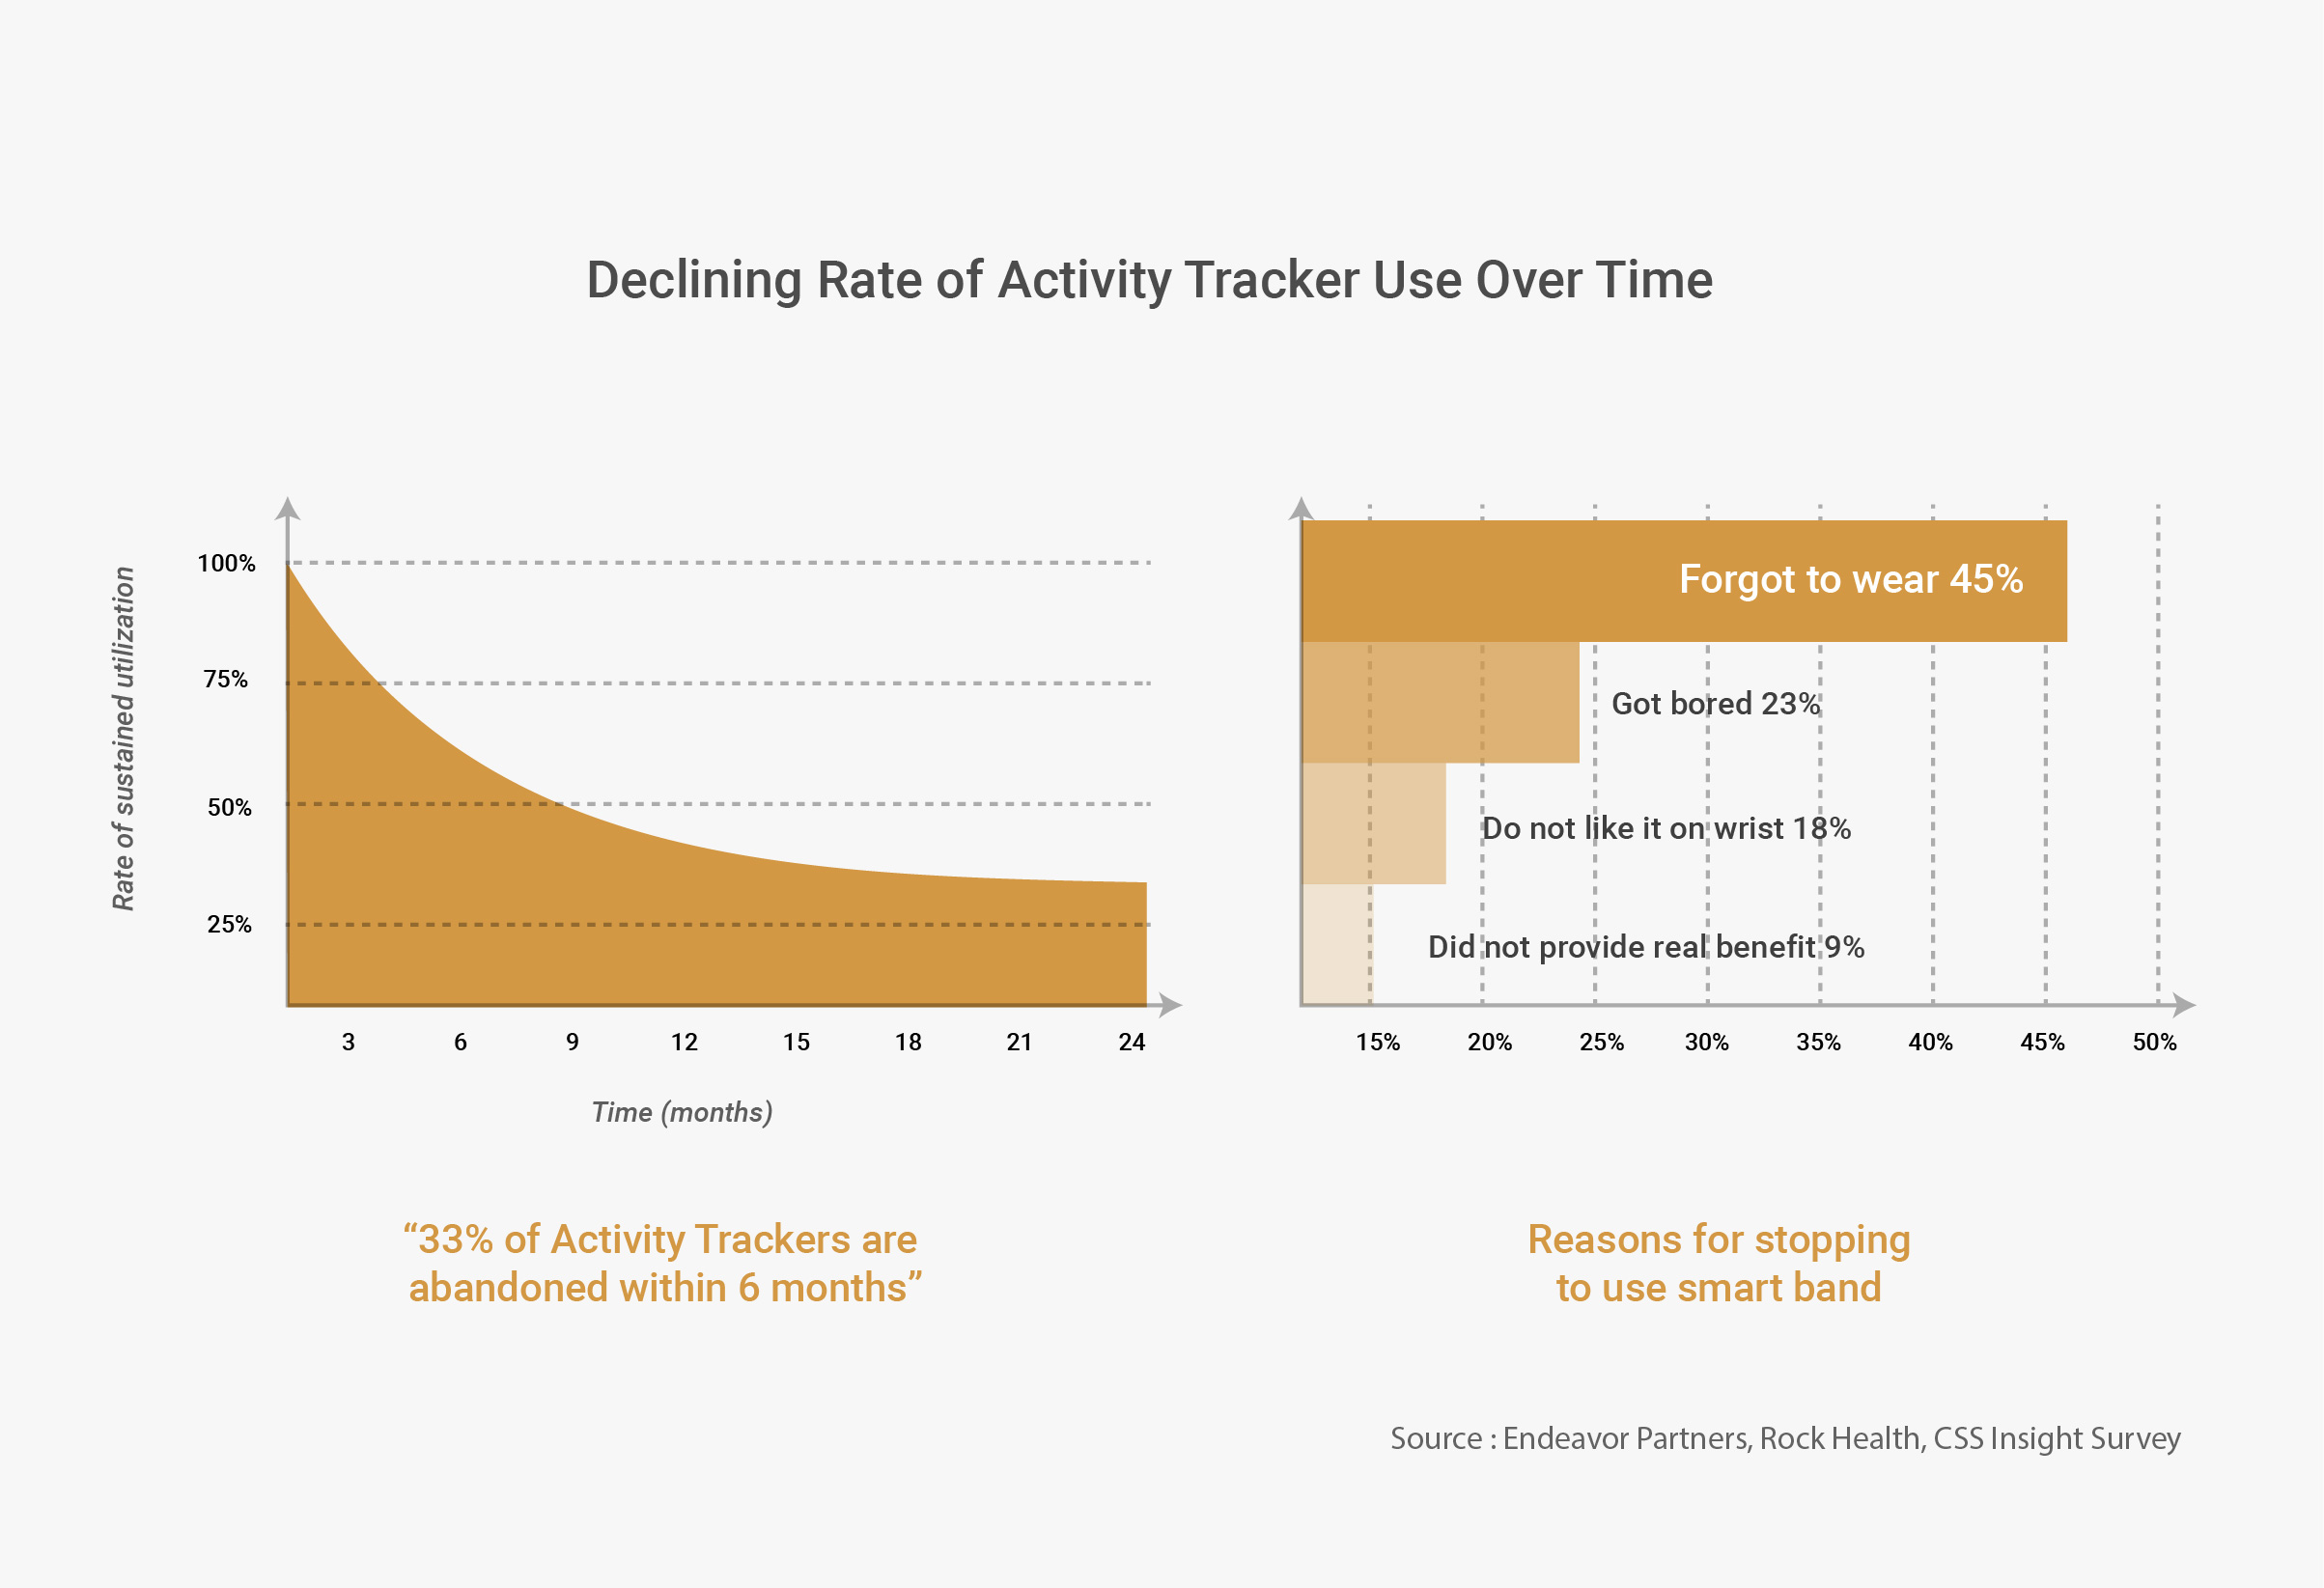 Declining Rate of Activity Tracker Use Over Time
Rate of sustained utilization
100%
75%
50%
25%
3 6 9 12 15 18 21 24
Time (months)
“33% of Activity Trackers are
abandoned within 6 months”
Forgot to wear 45%
Got bored 23%
Do not like it on wrist 18%
Did not provide real benefit 9%
15% 20% 25% 30% 35% 40% 45% 50%
Reasons for stopping
to use smart band
Source : Endeavor Partners, Rock Health, CSS Insight Survey